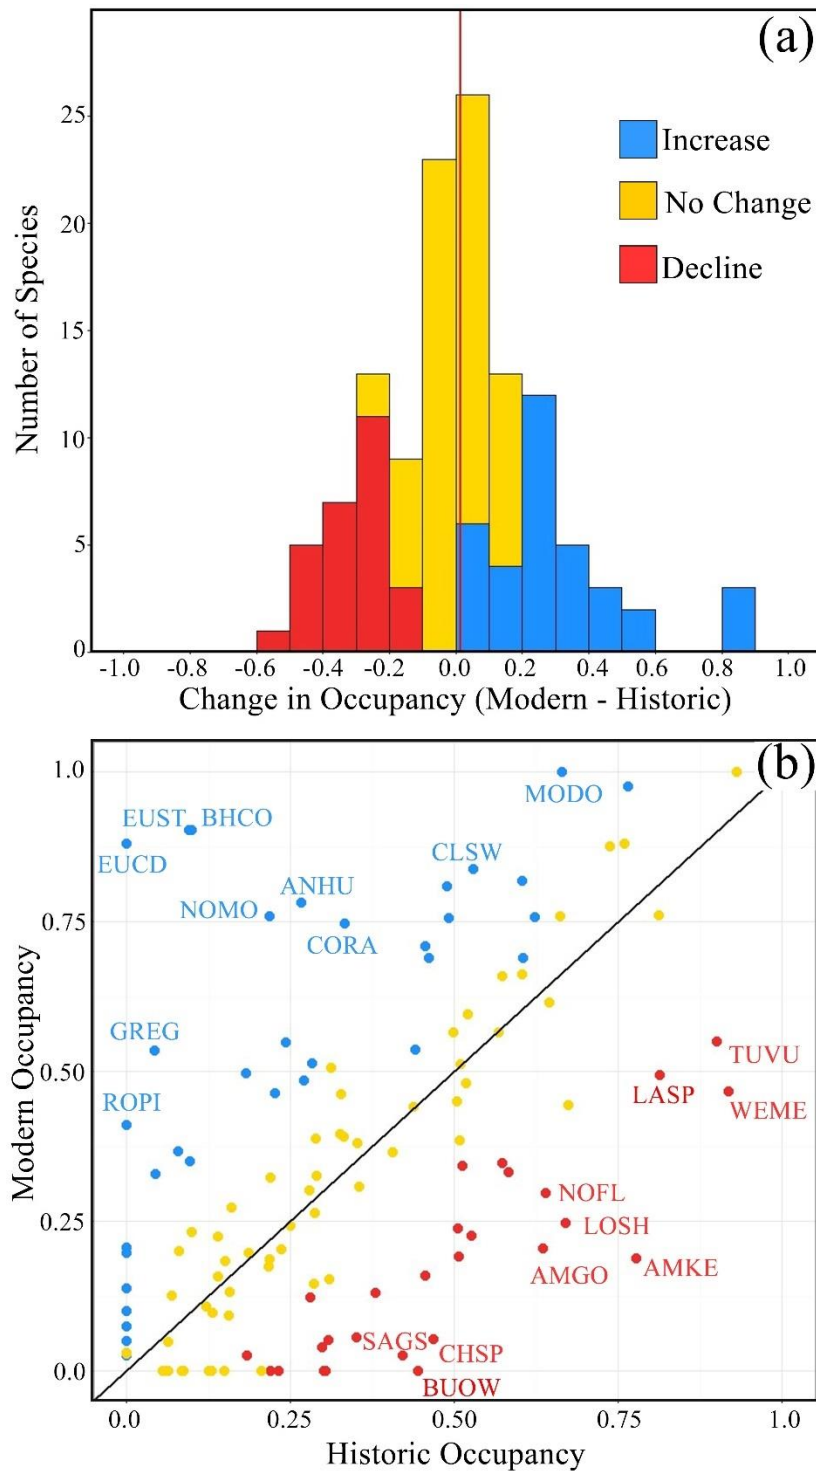 (a)
Increase
No Change
Decline
Number of Species
25
20
15
10
5
0
-1.0 -0.8 -0.6 -0.4 -0.2 0.0 0.2 0.4 0.6 0.8 1.0
Change in Occupancy (Modern - Historic)
(b)
1.0
0.75
0.50
0.25
0.0
Modern Occupancy
MODO
EUST BHCO
EUCD
CLSW
ANHU
NOMO
CORA
GREG
TUVU
LASP
ROPI
WEME
NOFL
LOSH
AMGO AMKE
SAGS CHSP
BUOW
0.0 0.25 0.50 0.75 1.0
Historic Occupancy